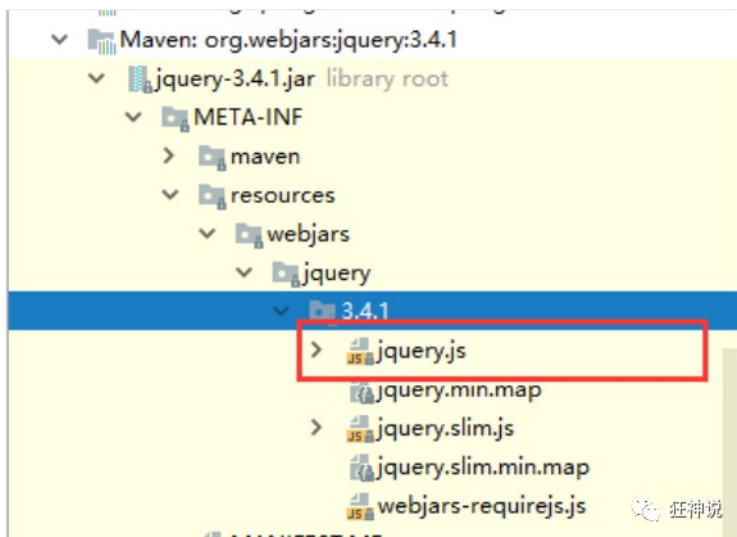 Maven: org.webjars:jquery:3.4.1
jquery-3.4.1.jar library root
META-INF
maven
resources
webjars
jquery
3.4.1
jquery.js
jquery.min.map
jquery.slim.js
jquery.slim.min.map
webjars-requirejs.js
狂神说